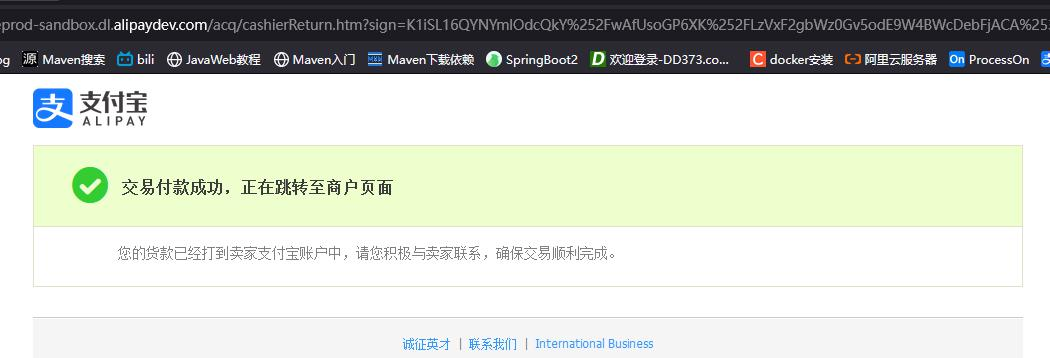 eprod-sandbox.dl.alipaydev.com/acq/cashierReturn.htm?sign=K1iSL16QYNYmlOdcQkY%252FwAfUsoGP6XK%252FLzVxF2gbWz0Gv5odE9W4BWcDebFjACA%253
og 源 Maven搜索 bili JavaWeb教程 Maven入门 Maven下载依赖 SpringBoot2 D 欢迎登录-DD373.co... C docker安装 阿里云服务器 On ProcessOn
支 支付宝
ALIPAY
交易付款成功，正在跳转至商户页面
您的货款已经打到卖家支付宝账户中，请您积极与卖家联系，确保交易顺利完成。
诚征英才 | 联系我们 | International Business